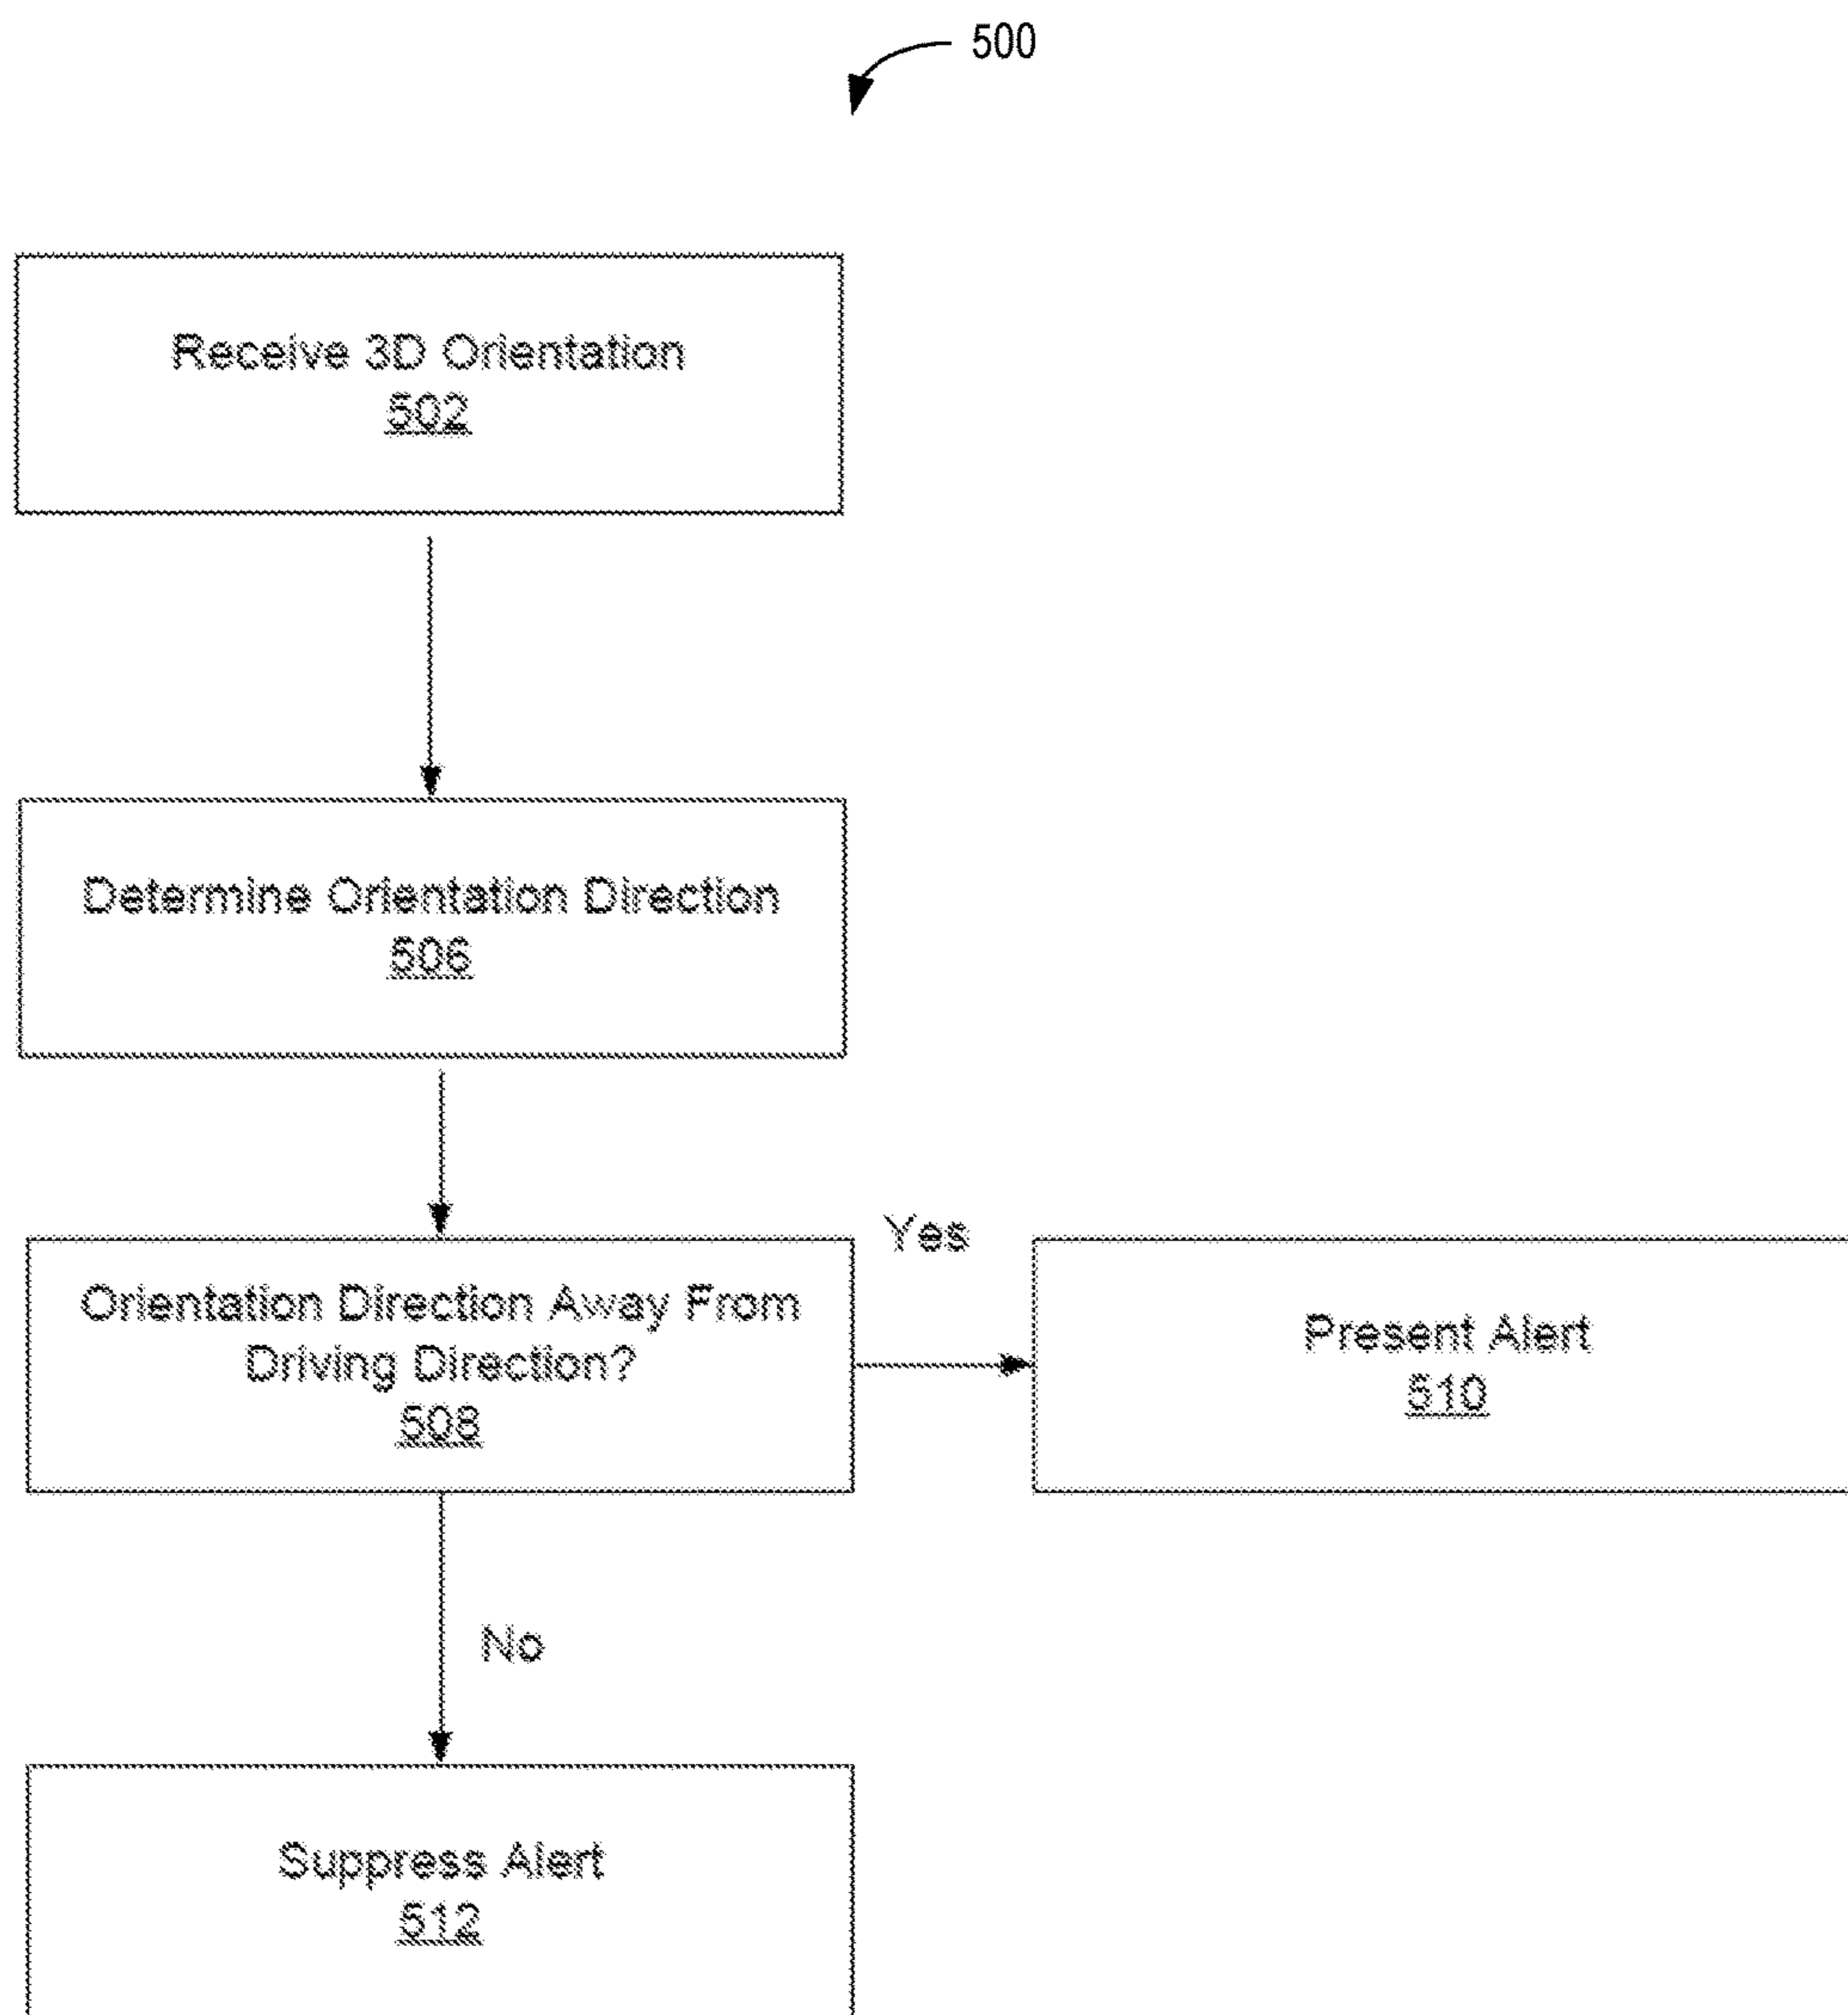 500
Receive 3D Orientation
502
Determine Orientation Direction
506
Orientation Direction Away From
Driving Direction?
508
Yes
Present Alert
510
No
Suppress Alert
512